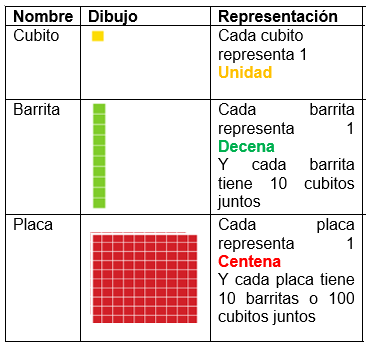 Nombre Dibujo Representación
Cubito
Cada cubito
representa 1
Unidad
Barrita
Cada barrita
representa 1
Decena
Y cada barrita
tiene 10 cubitos
juntos
Placa
Cada placa
representa 1
Centena
Y cada placa tiene
10 barritas o 100
cubitos juntos